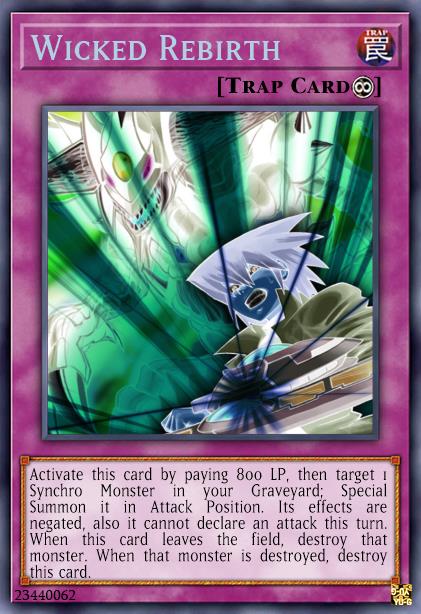 Wicked Rebirth
TRAP
罠
[Trap Card]
Activate this card by paying 800 LP, then target 1
Synchro Monster in your Graveyard; Special
Summon it in Attack Position. Its effects are
negated, also it cannot declare an attack this turn.
When this card leaves the field, destroy that
monster. When that monster is destroyed, destroy
this card.
23440062